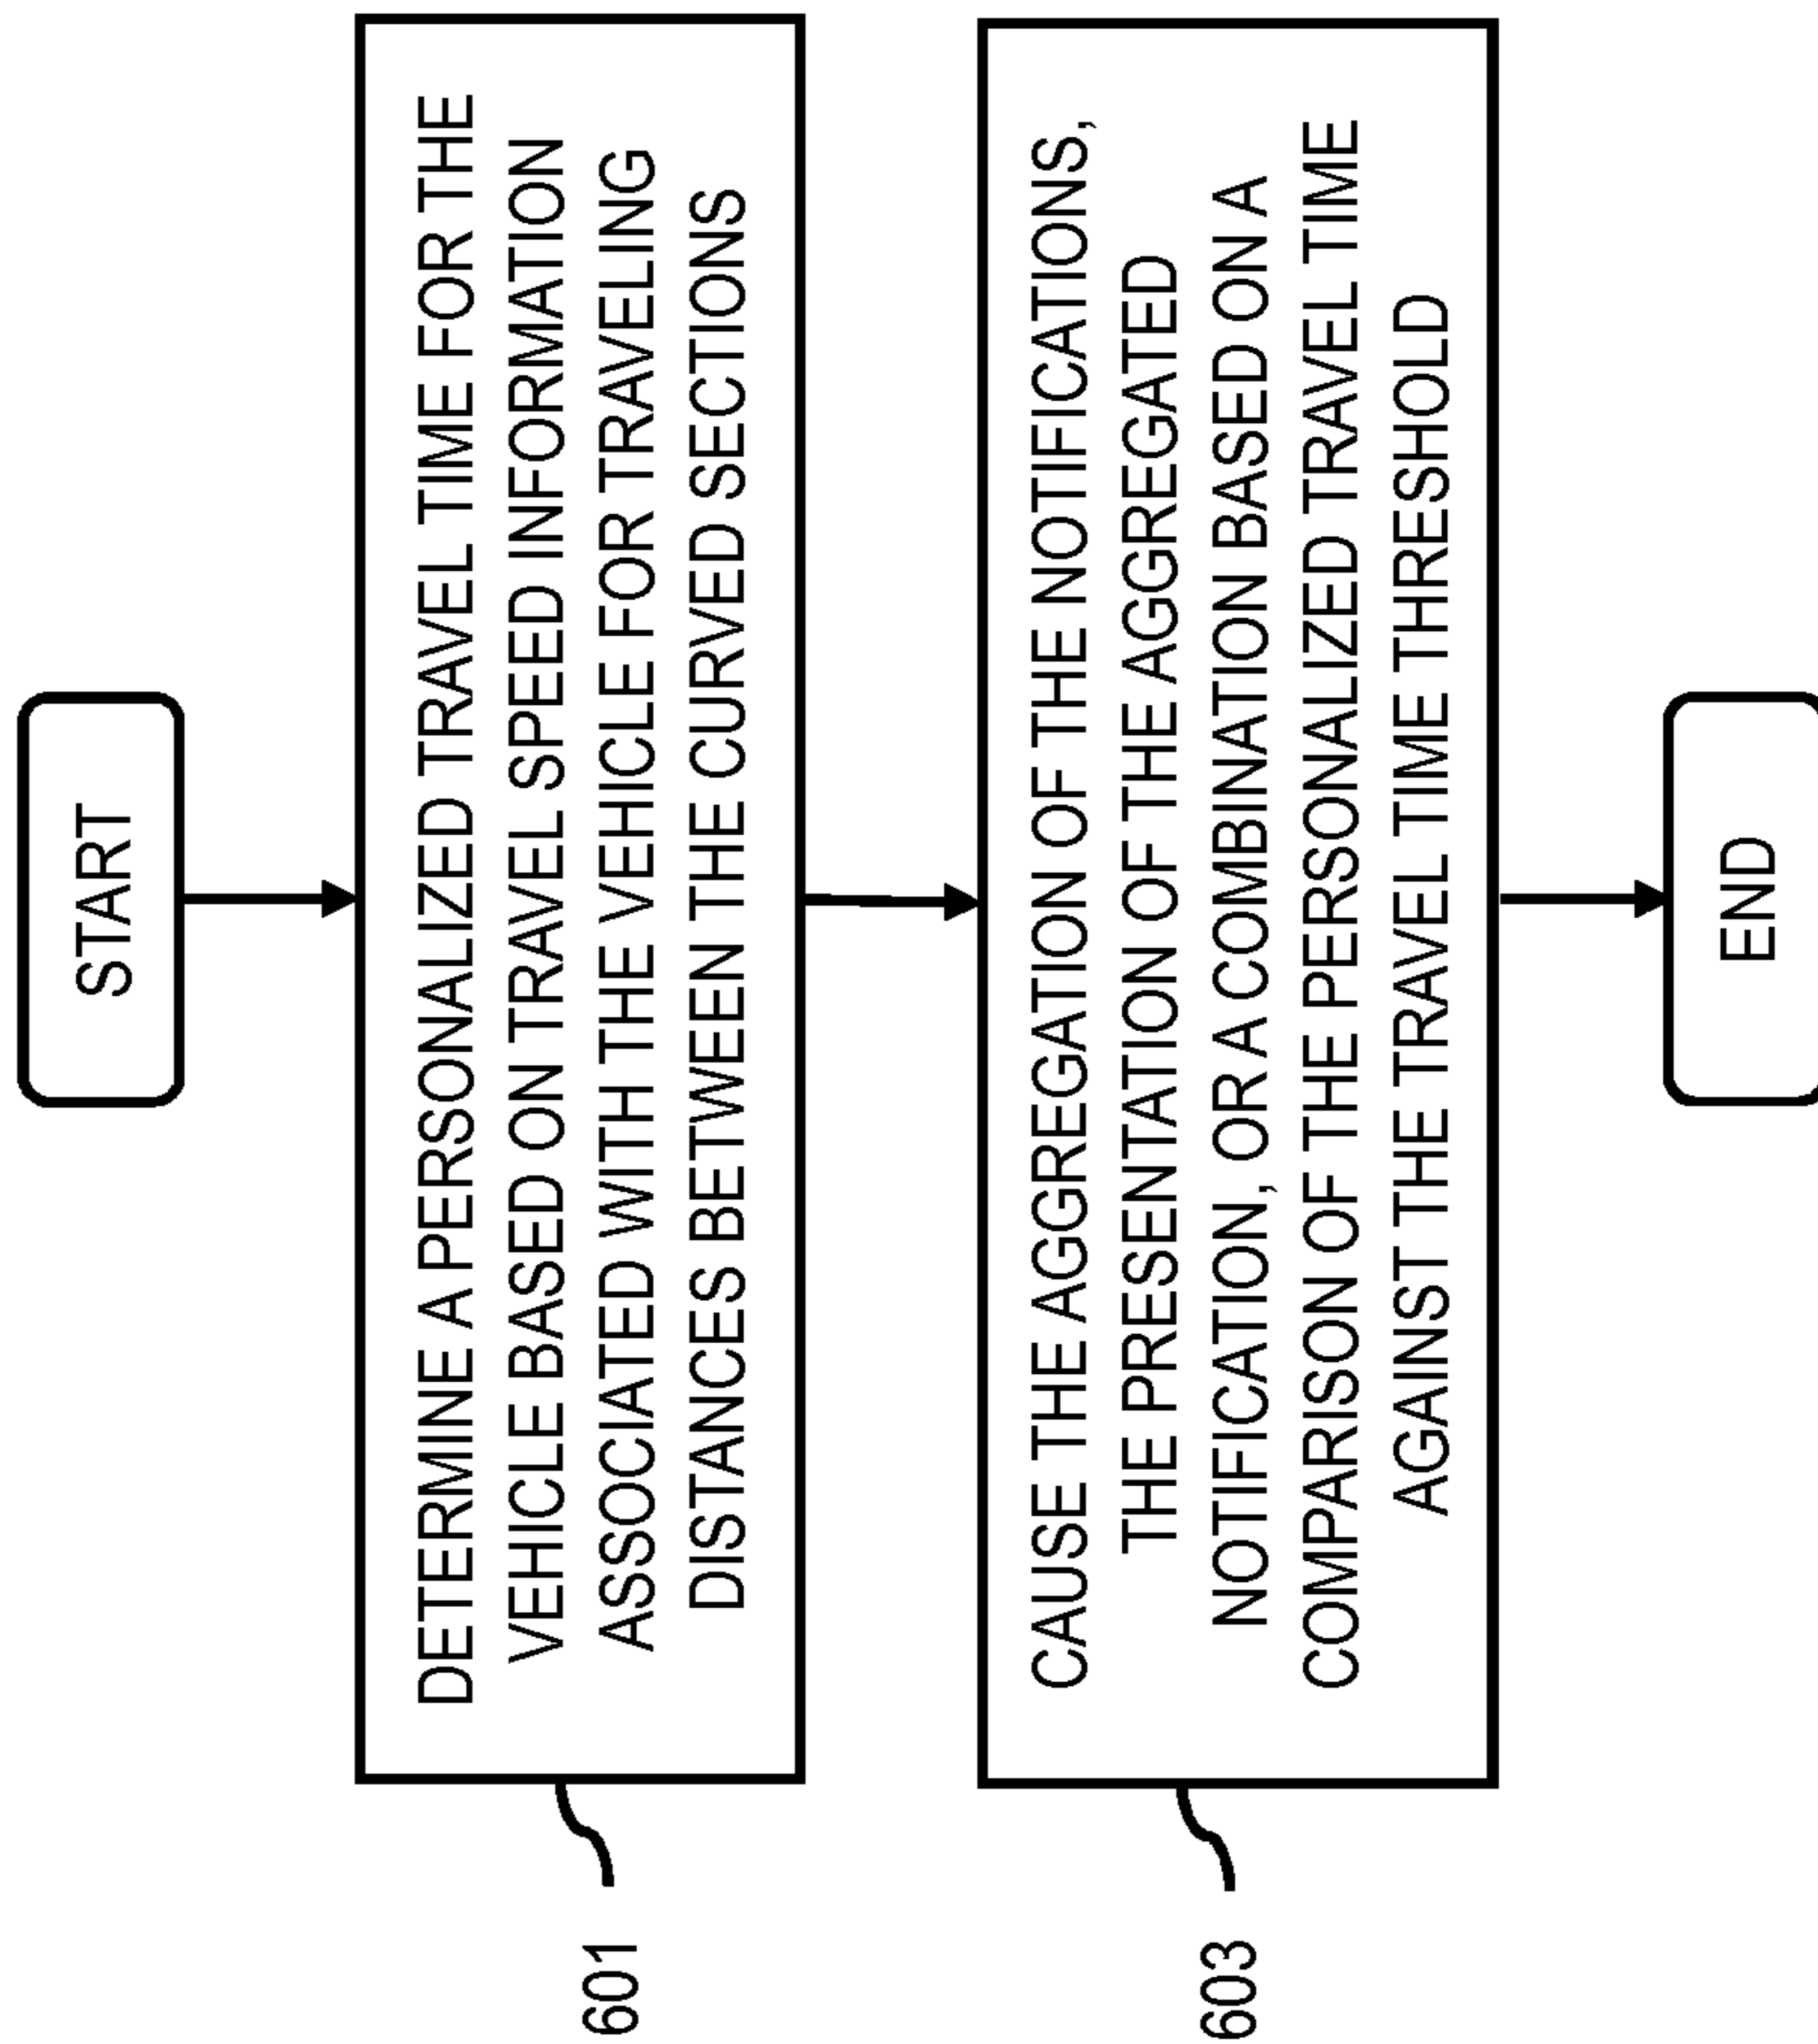 START
DETERMINE A PERSONALIZED TRAVEL TIME FOR THE
VEHICLE BASED ON TRAVEL SPEED INFORMATION
ASSOCIATED WITH THE VEHICLE FOR TRAVELING
DISTANCES BETWEEN THE CURVED SECTIONS
601
CAUSE THE AGGREGATION OF THE NOTIFICATIONS,
THE PRESENTATION OF THE AGGREGATED
NOTIFICATION, OR A COMBINATION BASED ON A
COMPARISON OF THE PERSONALIZED TRAVEL TIME
AGAINST THE TRAVEL TIME THRESHOLD
603
END